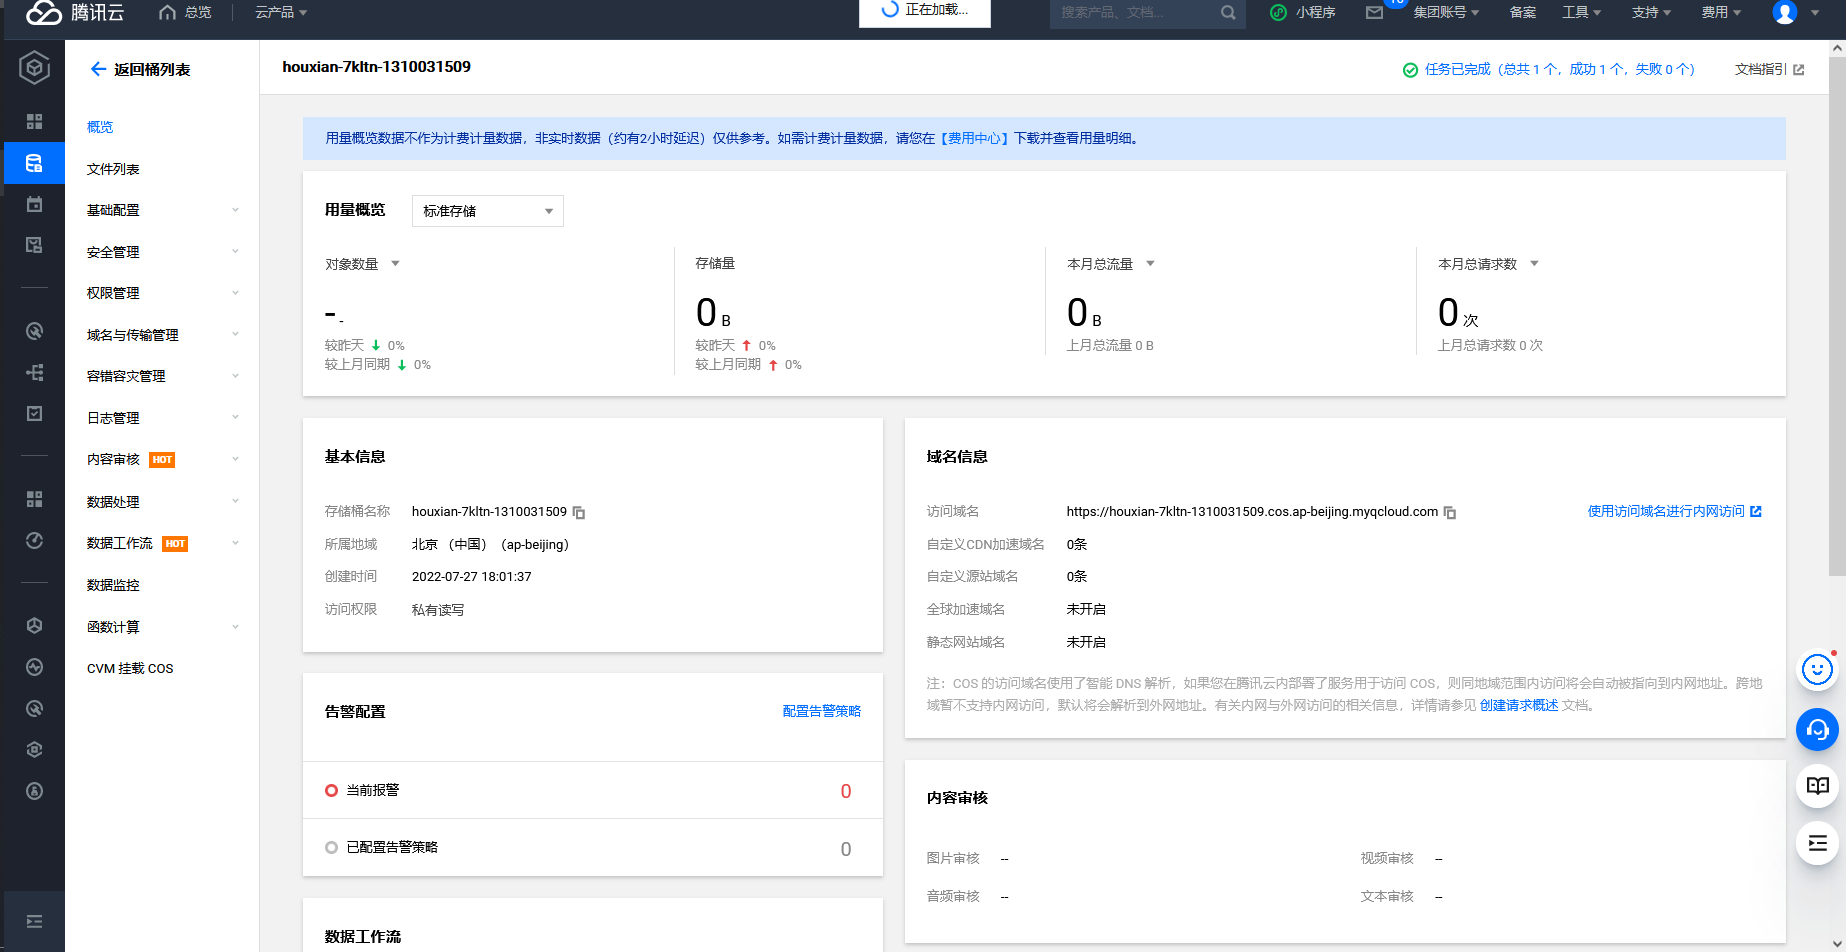 腾讯云
总览
云产品
正在加载...
搜索产品、文档...
小程序
集团账号
备案
工具
支持
费用
返回桶列表
houxian-7kltn-1310031509
任务已完成（总共 1 个，成功 1 个，失败 0 个）
文档指引
概览
文件列表
基础配置
安全管理
权限管理
域名与传输管理
容错容灾管理
日志管理
内容审核 HOT
数据处理
数据工作流 HOT
数据监控
函数计算
CVM 挂载 COS
用量概览数据不作为计费计量数据，非实时数据（约有2小时延迟）仅供参考。如需计费计量数据，请您在【费用中心】下载并查看用量明细。
用量概览
标准存储
对象数量
- -
较昨天 ↓ 0%
较上月同期 ↓ 0%
存储量
0 B
较昨天 ↑ 0%
较上月同期 ↑ 0%
本月总流量
0 B
上月总流量 0 B
本月总请求数
0 次
上月总请求数 0 次
基本信息
存储桶名称 houxian-7kltn-1310031509
所属地域 北京 （中国）（ap-beijing）
创建时间 2022-07-27 18:01:37
访问权限 私有读写
域名信息
访问域名 https://houxian-7kltn-1310031509.cos.ap-beijing.myqcloud.com 使用访问域名进行内网访问
自定义CDN加速域名 0条
自定义源站域名 0条
全球加速域名 未开启
静态网站域名 未开启
注：COS 的访问域名使用了智能 DNS 解析，如果您在腾讯云内部署了服务用于访问 COS，则同地域范围内访问将会自动被指向到内网地址。跨地
域暂不支持内网访问，默认将会解析到外网地址。有关内网与外网访问的相关信息，详情请参见 创建请求概述 文档。
告警配置
配置告警策略
当前报警 0
已配置告警策略 0
内容审核
图片审核 --
视频审核 --
音频审核 --
文本审核 --
数据工作流